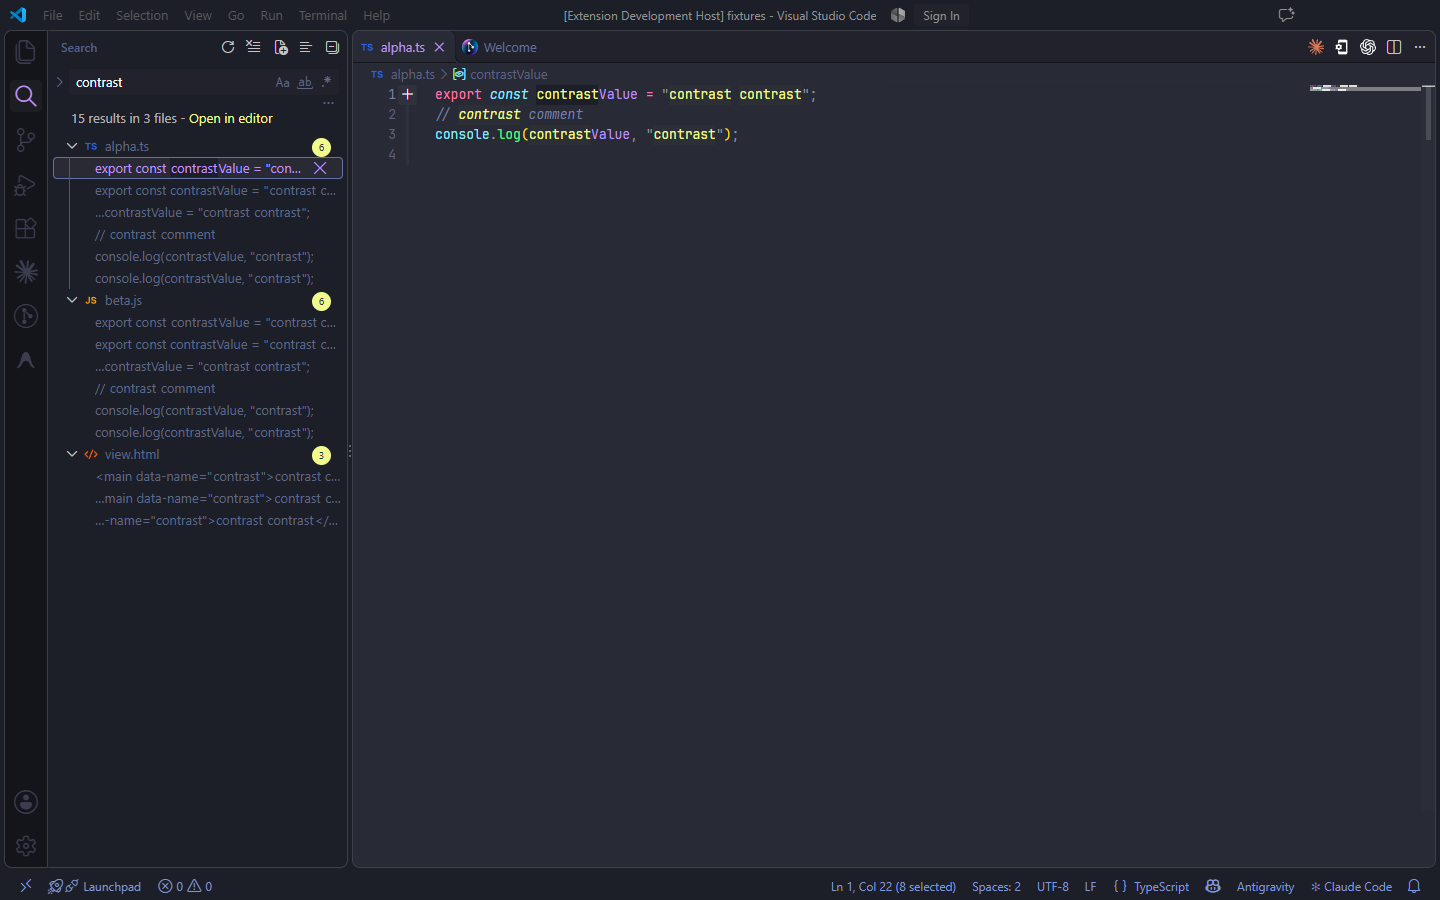 File Edit Selection View Go Run Terminal Help
[Extension Development Host] fixtures - Visual Studio Code
Sign In
Search
contrast
Aa ab .*
15 results in 3 files - Open in editor
TS alpha.ts 6
export const contrastValue = "con...
export const contrastValue = "contrast c...
...contrastValue = "contrast contrast";
// contrast comment
console.log(contrastValue, "contrast");
console.log(contrastValue, "contrast");
JS beta.js 6
export const contrastValue = "contrast c...
export const contrastValue = "contrast c...
...contrastValue = "contrast contrast";
// contrast comment
console.log(contrastValue, "contrast");
console.log(contrastValue, "contrast");
</> view.html 3
<main data-name="contrast">contrast c...
...main data-name="contrast">contrast c...
...-name="contrast">contrast contrast</...
TS alpha.ts
Welcome
TS alpha.ts > contrastValue
1 export const contrastValue = "contrast contrast";
2 // contrast comment
3 console.log(contrastValue, "contrast");
4
Launchpad
0 0
Ln 1, Col 22 (8 selected)
Spaces: 2
UTF-8
LF
{ } TypeScript
Antigravity
Claude Code